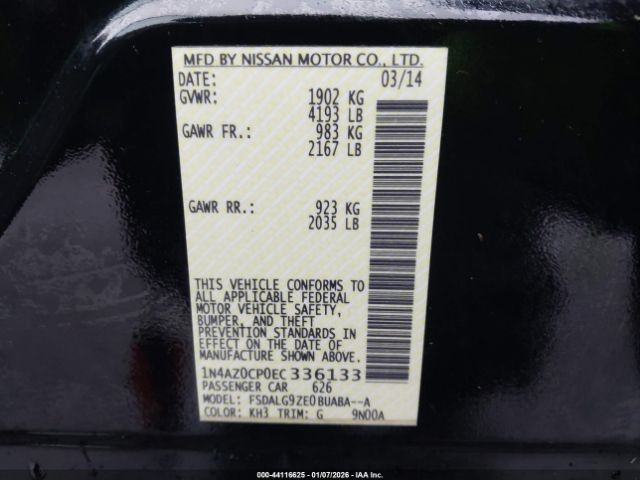 MFD BY NISSAN MOTOR CO., LTD.
DATE: 03/14
GVWR: 1902 KG
4193 LB
GAWR FR.: 983 KG
2167 LB
GAWR RR.: 923 KG
2035 LB
THIS VEHICLE CONFORMS TO
ALL APPLICABLE FEDERAL
MOTOR VEHICLE SAFETY,
BUMPER, AND THEFT
PREVENTION STANDARDS IN
EFFECT ON THE DATE OF
MANUFACTURE SHOWN ABOVE.
1N4AZ0CP0EC336133
PASSENGER CAR 626
MODEL: FSDALG9ZE0BUABA--A
COLOR: KH3 TRIM: G 9N00A
000-44116625 - 01/07/2026 - IAAI.COM